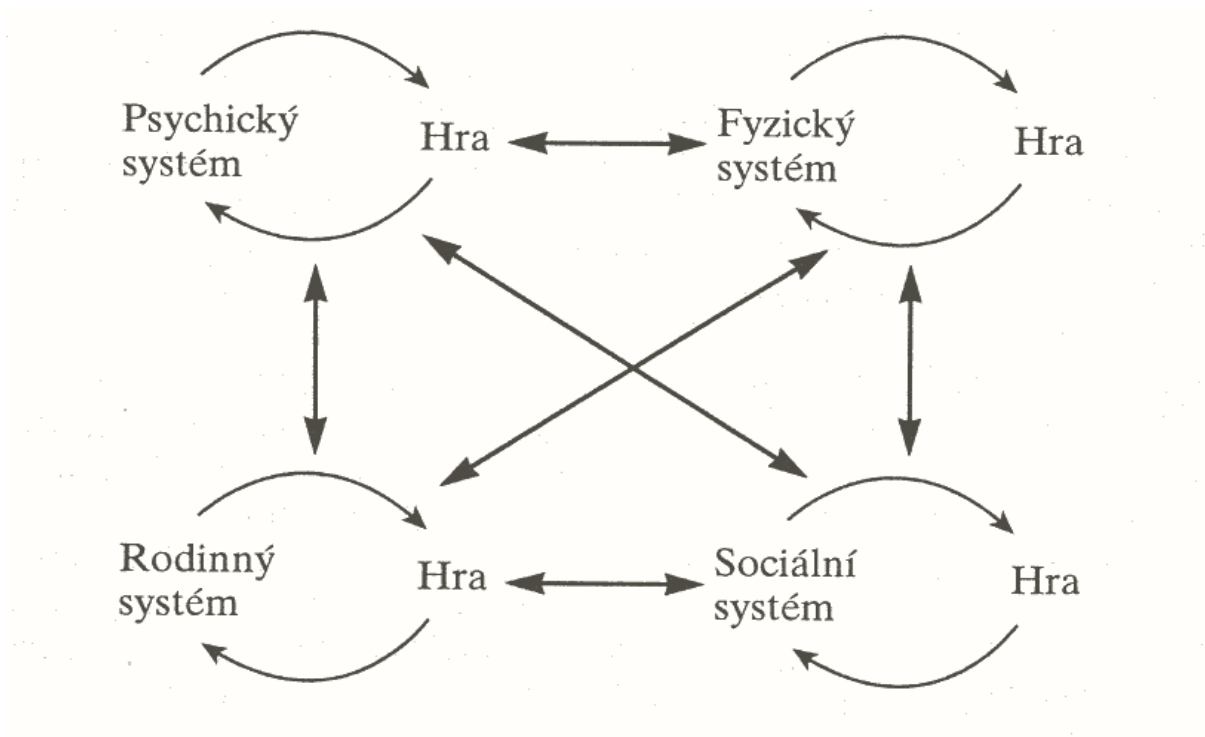 Psychický
systém
Hra
Fyzický
systém
Hra
Rodinný
systém
Hra
Sociální
systém
Hra